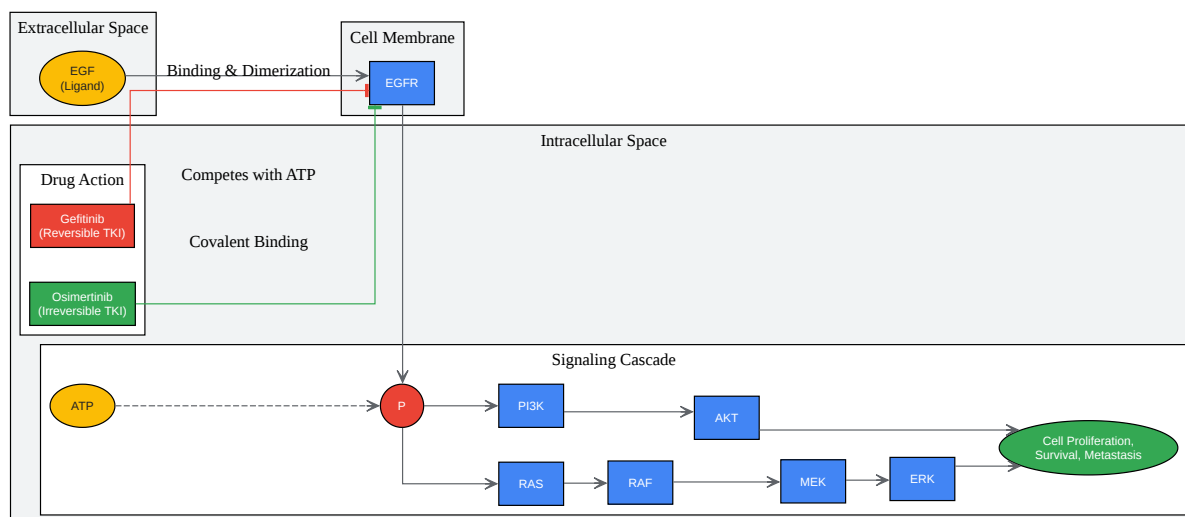 Extracellular Space
Cell Membrane
EGF
(Ligand)
Binding & Dimerization
EGFR
Intracellular Space
Drug Action
Competes with ATP
Gefitinib
(Reversible TKI)
Covalent Binding
Osimertinib
(Irreversible TKI)
Signaling Cascade
ATP
P
PI3K
AKT
Cell Proliferation,
Survival, Metastasis
RAS
RAF
MEK
ERK